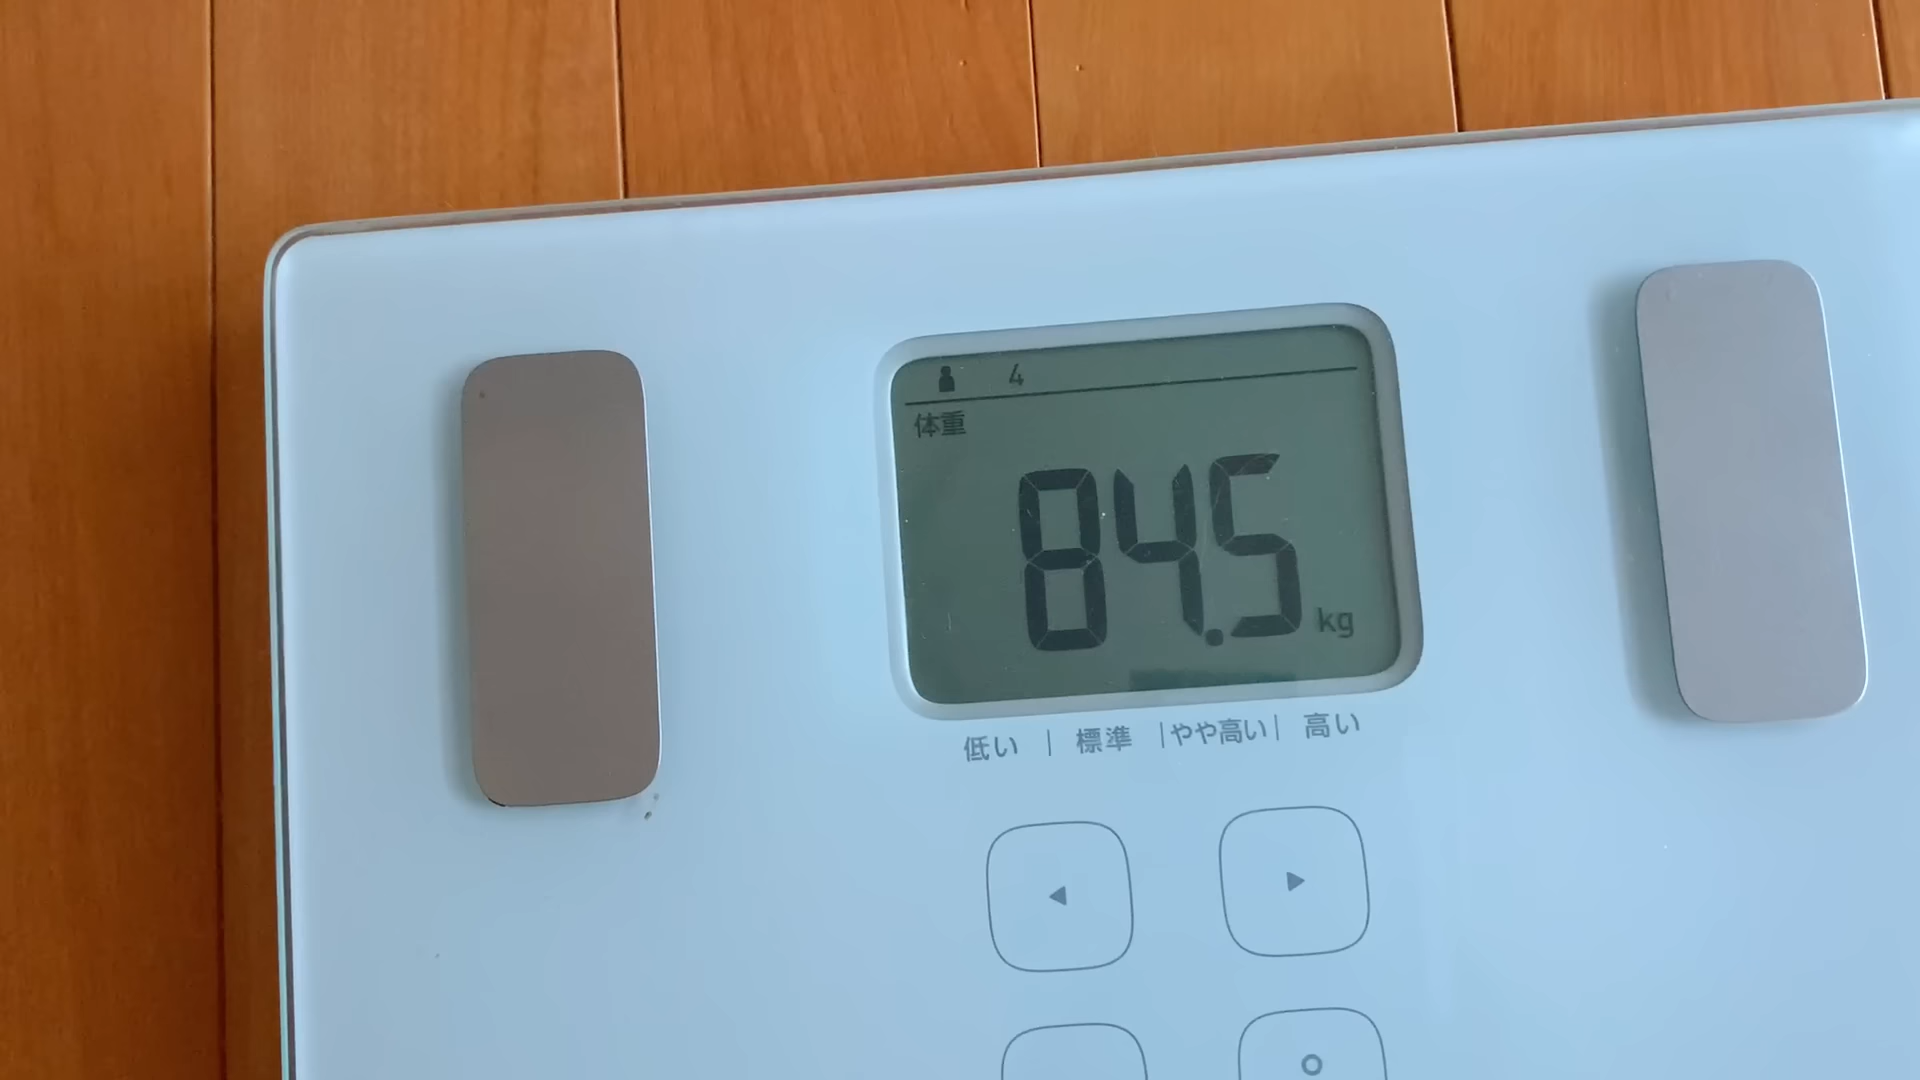 4
体重
84.5 kg
低い | 標準 | やや高い | 高い